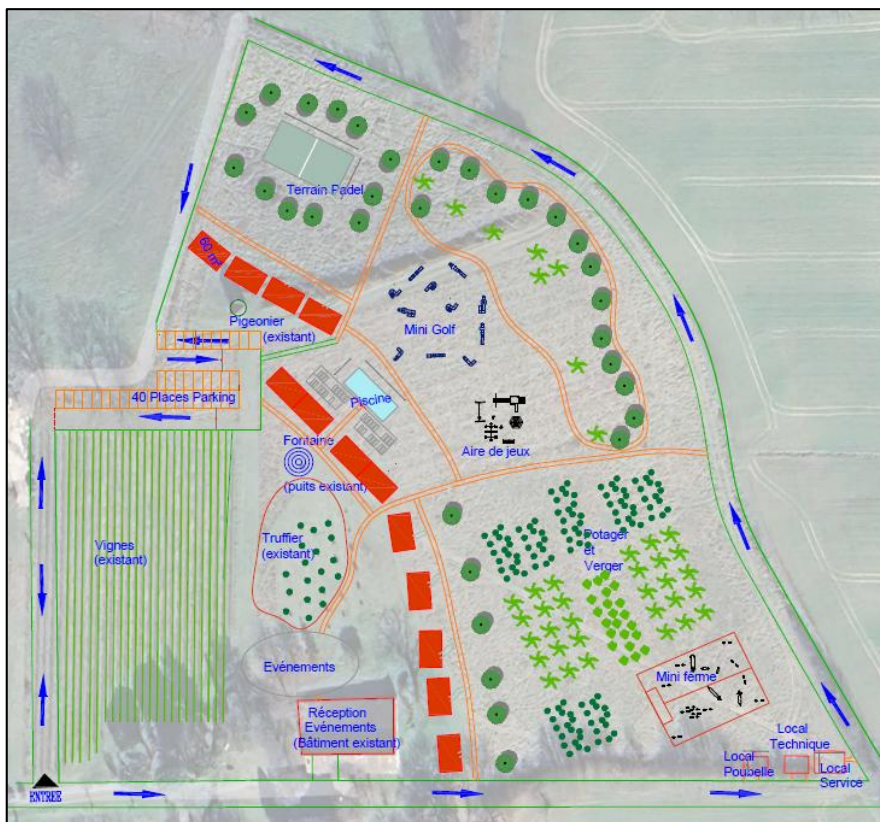 Terrain Padel
60 m²
Pigeonier
(existant)
Mini Golf
40 Places Parking
Piscine
Fontaine
(puits existant)
Aire de jeux
Vignes
(existant)
Truffier
(existant)
Potager
et
Verger
Evénements
Mini ferme
Réception
Evénements
(Bâtiment existant)
Local
Technique
Local
Poubelle
Local
Service
ENTREE